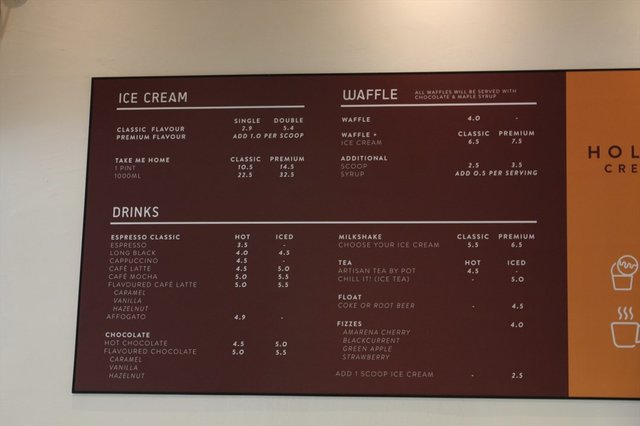 ICE CREAM
SINGLE DOUBLE
CLASSIC FLAVOUR 2.9 5.4
PREMIUM FLAVOUR ADD 1.0 PER SCOOP
TAKE ME HOME CLASSIC PREMIUM
1 PINT 10.5 14.5
1000ML 22.5 32.5
WAFFLE ALL WAFFLES WILL BE SERVED WITH
CHOCOLATE & MAPLE SYRUP
WAFFLE 4.0 -
WAFFLE + CLASSIC PREMIUM
ICE CREAM 6.5 7.5
ADDITIONAL
SCOOP 2.5 3.5
SYRUP ADD 0.5 PER SERVING
DRINKS
ESPRESSO CLASSIC HOT ICED
ESPRESSO 3.5 -
LONG BLACK 4.0 4.5
CAPPUCCINO 4.5 -
CAFÉ LATTE 4.5 5.0
CAFÉ MOCHA 5.0 5.5
FLAVOURED CAFÉ LATTE 5.0 5.5
CARAMEL
VANILLA
HAZELNUT
AFFOGATO 4.9 -
CHOCOLATE
HOT CHOCOLATE 4.5 5.0
FLAVOURED CHOCOLATE 5.0 5.5
CARAMEL
VANILLA
HAZELNUT
MILKSHAKE CLASSIC PREMIUM
CHOOSE YOUR ICE CREAM 5.5 6.5
TEA HOT ICED
ARTISAN TEA BY POT 4.5 -
CHILL IT! (ICE TEA) - 5.0
FLOAT
COKE OR ROOT BEER - 4.5
FIZZES 4.0
AMARENA CHERRY
BLACKCURRENT
GREEN APPLE
STRAWBERRY
ADD 1 SCOOP ICE CREAM - 2.5
HOL
CRE